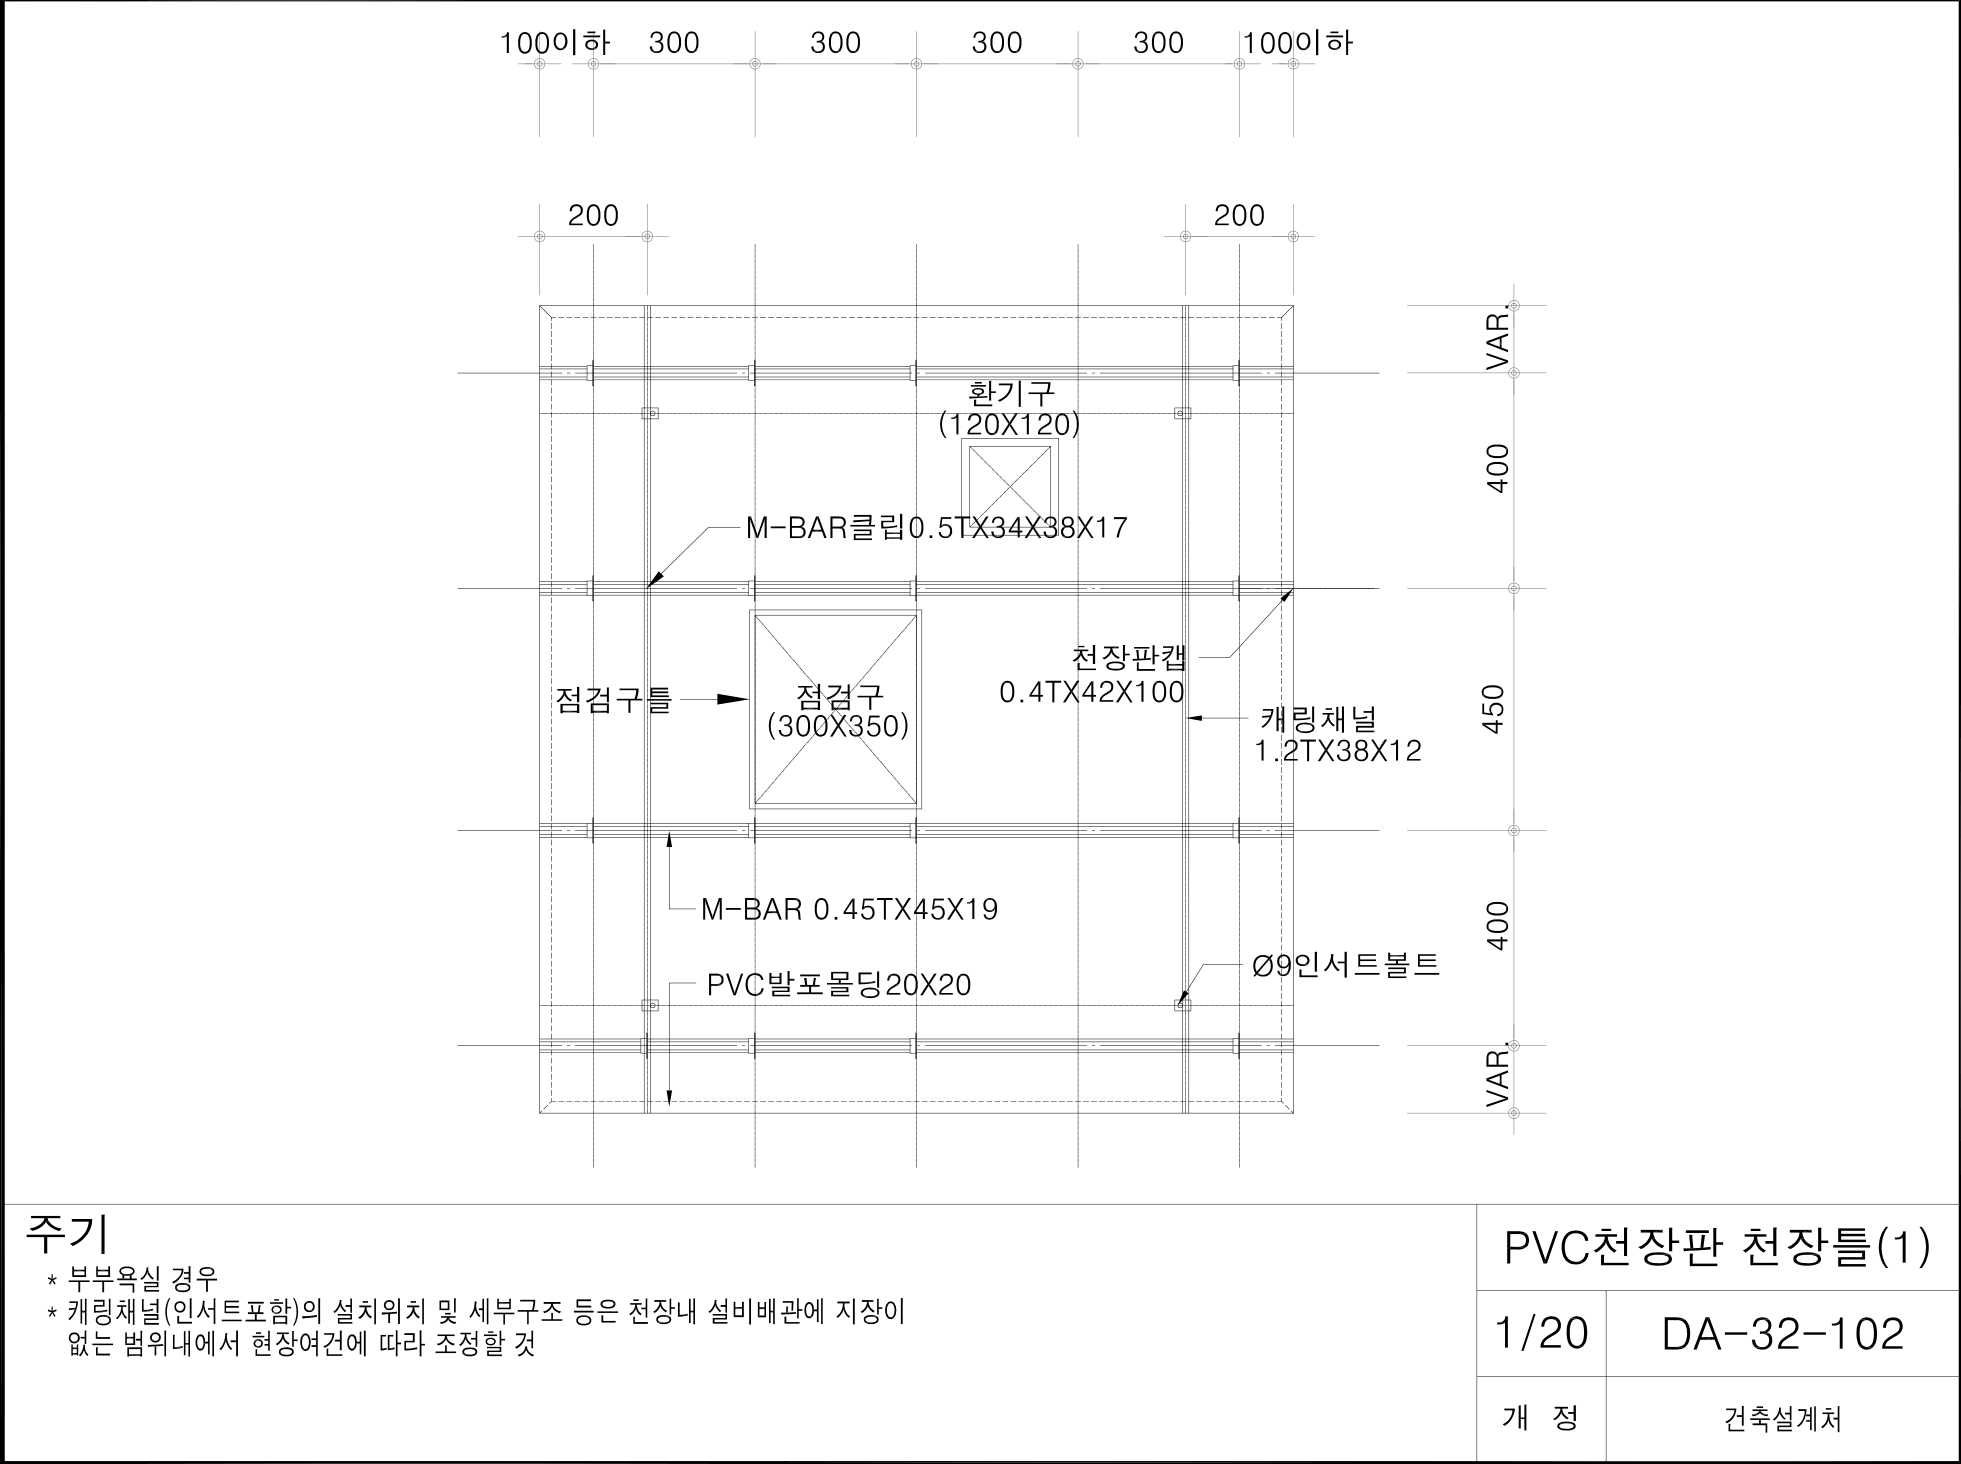 100이하 300 300 300 300 100이하
200 200
VAR.
환기구
(120X120)
400
M-BAR클립0.5TX34X38X17
천장판캡
0.4TX42X100
점검구틀
점검구
(300X350)
450
캐링채널
1.2TX38X12
M-BAR 0.45TX45X19
400
Ø9인서트볼트
PVC발포몰딩20X20
VAR.
주기
* 부부욕실 경우
* 캐링채널(인서트포함)의 설치위치 및 세부구조 등은 천장내 설비배관에 지장이
없는 범위내에서 현장여건에 따라 조정할 것
PVC천장판 천장틀(1)
1/20 DA-32-102
개 정 건축설계처